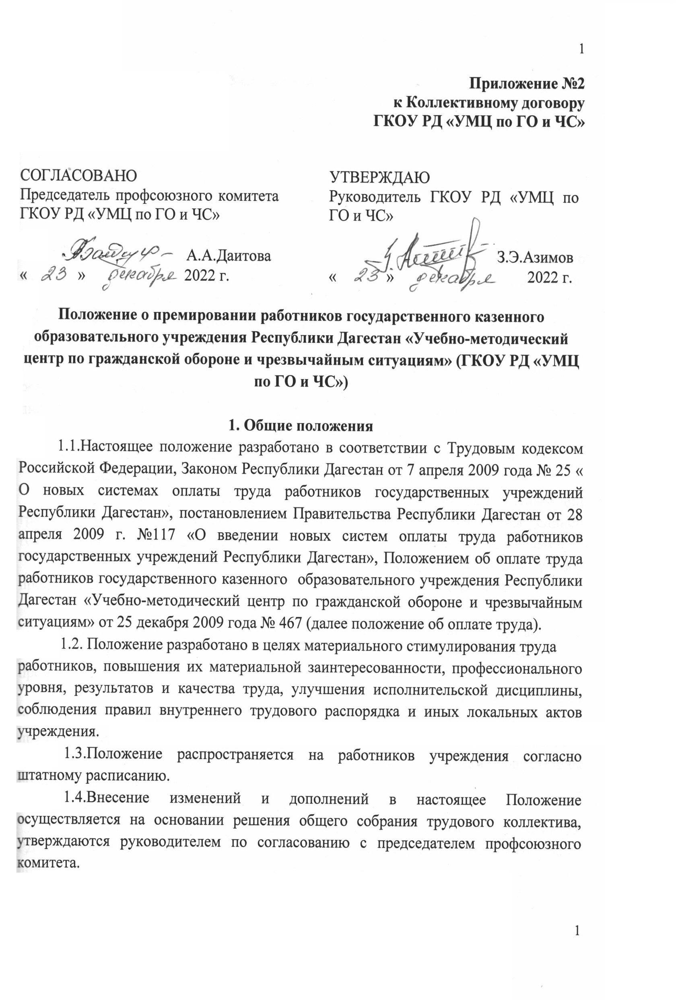 1
Приложение №2
к Коллективному договору
ГКОУ РД «УМЦ по ГО и ЧС»
СОГЛАСОВАНО
Председатель профсоюзного комитета
ГКОУ РД «УМЦ по ГО и ЧС»
А.А.Даитова
« 23 » декабря 2022 г.
УТВЕРЖДАЮ
Руководитель ГКОУ РД «УМЦ по
ГО и ЧС»
З.Э.Азимов
« 23 » декабря 2022 г.
Положение о премировании работников государственного казенного
образовательного учреждения Республики Дагестан «Учебно-методический
центр по гражданской обороне и чрезвычайным ситуациям» (ГКОУ РД «УМЦ
по ГО и ЧС»)
1. Общие положения
1.1.Настоящее положение разработано в соответствии с Трудовым кодексом
Российской Федерации, Законом Республики Дагестан от 7 апреля 2009 года № 25 «
О новых системах оплаты труда работников государственных учреждений
Республики Дагестан», постановлением Правительства Республики Дагестан от 28
апреля 2009 г. №117 «О введении новых систем оплаты труда работников
государственных учреждений Республики Дагестан», Положением об оплате труда
работников государственного казенного образовательного учреждения Республики
Дагестан «Учебно-методический центр по гражданской обороне и чрезвычайным
ситуациям» от 25 декабря 2009 года № 467 (далее положение об оплате труда).
1.2. Положение разработано в целях материального стимулирования труда
работников, повышения их материальной заинтересованности, профессионального
уровня, результатов и качества труда, улучшения исполнительской дисциплины,
соблюдения правил внутреннего трудового распорядка и иных локальных актов
учреждения.
1.3.Положение распространяется на работников учреждения согласно
штатному расписанию.
1.4.Внесение изменений и дополнений в настоящее Положение
осуществляется на основании решения общего собрания трудового коллектива,
утверждаются руководителем по согласованию с председателем профсоюзного
комитета.
1